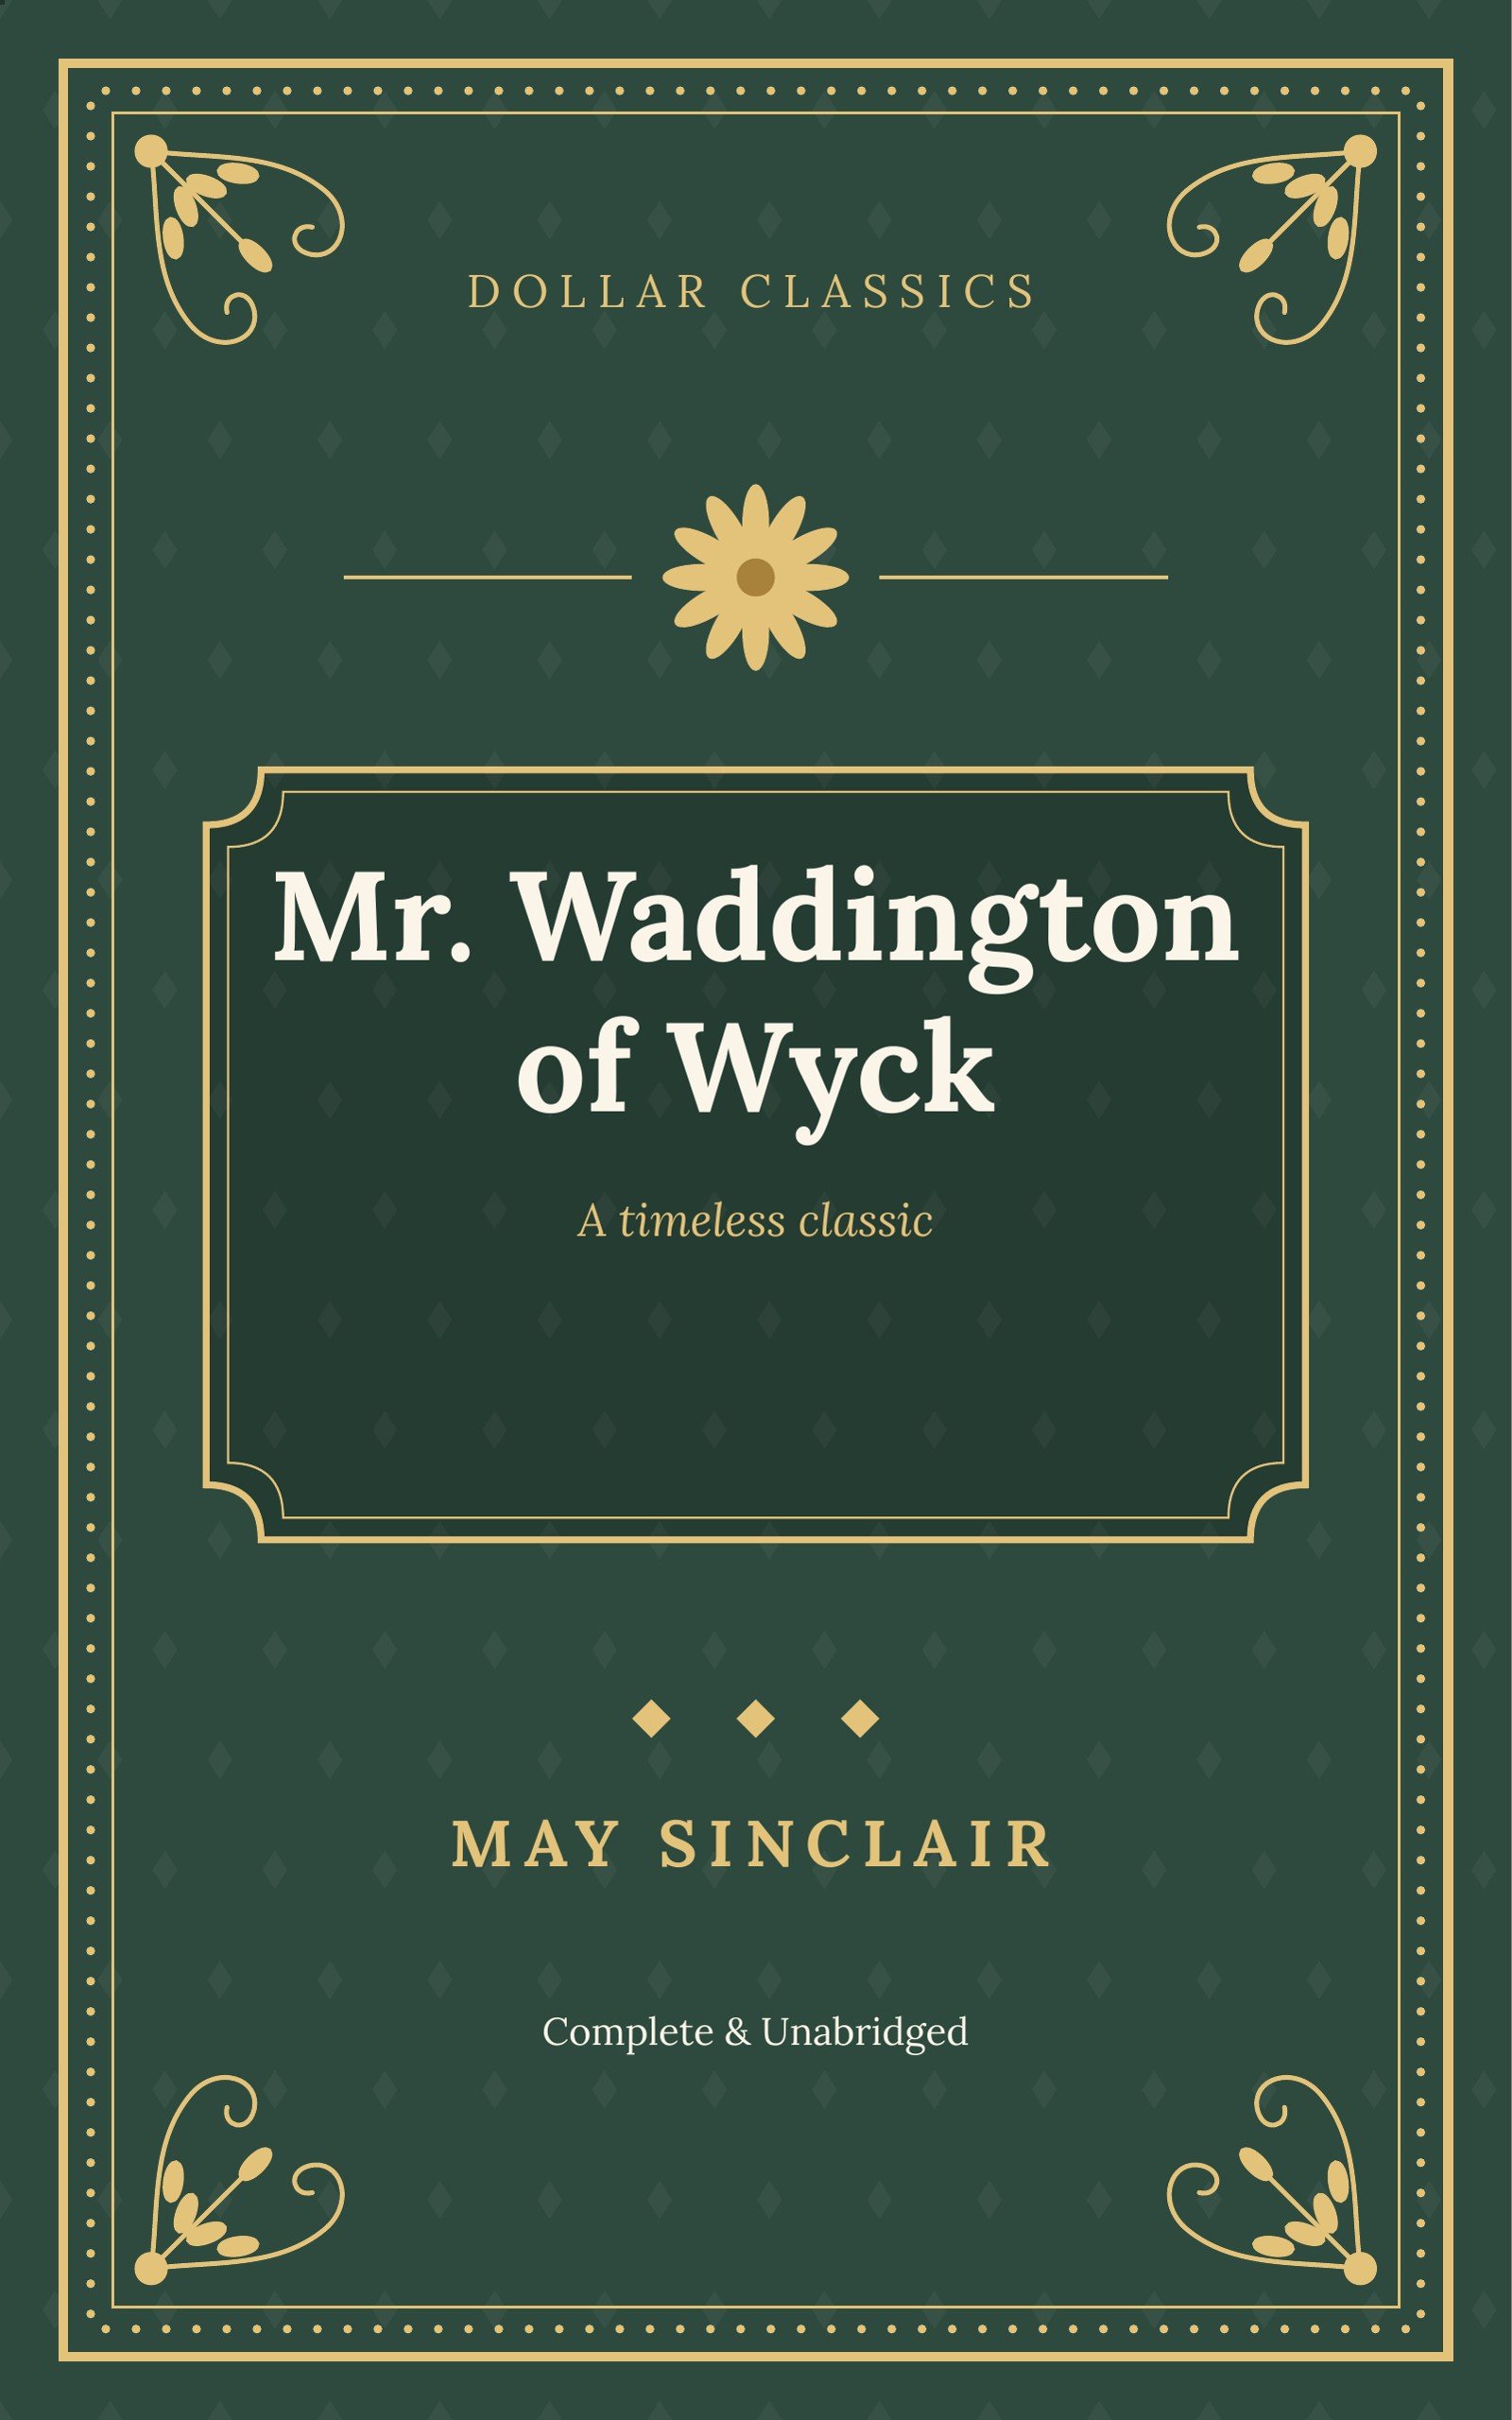 DOLLAR CLASSICS
Mr. Waddington
of Wyck
A timeless classic
MAY SINCLAIR
Complete & Unabridged